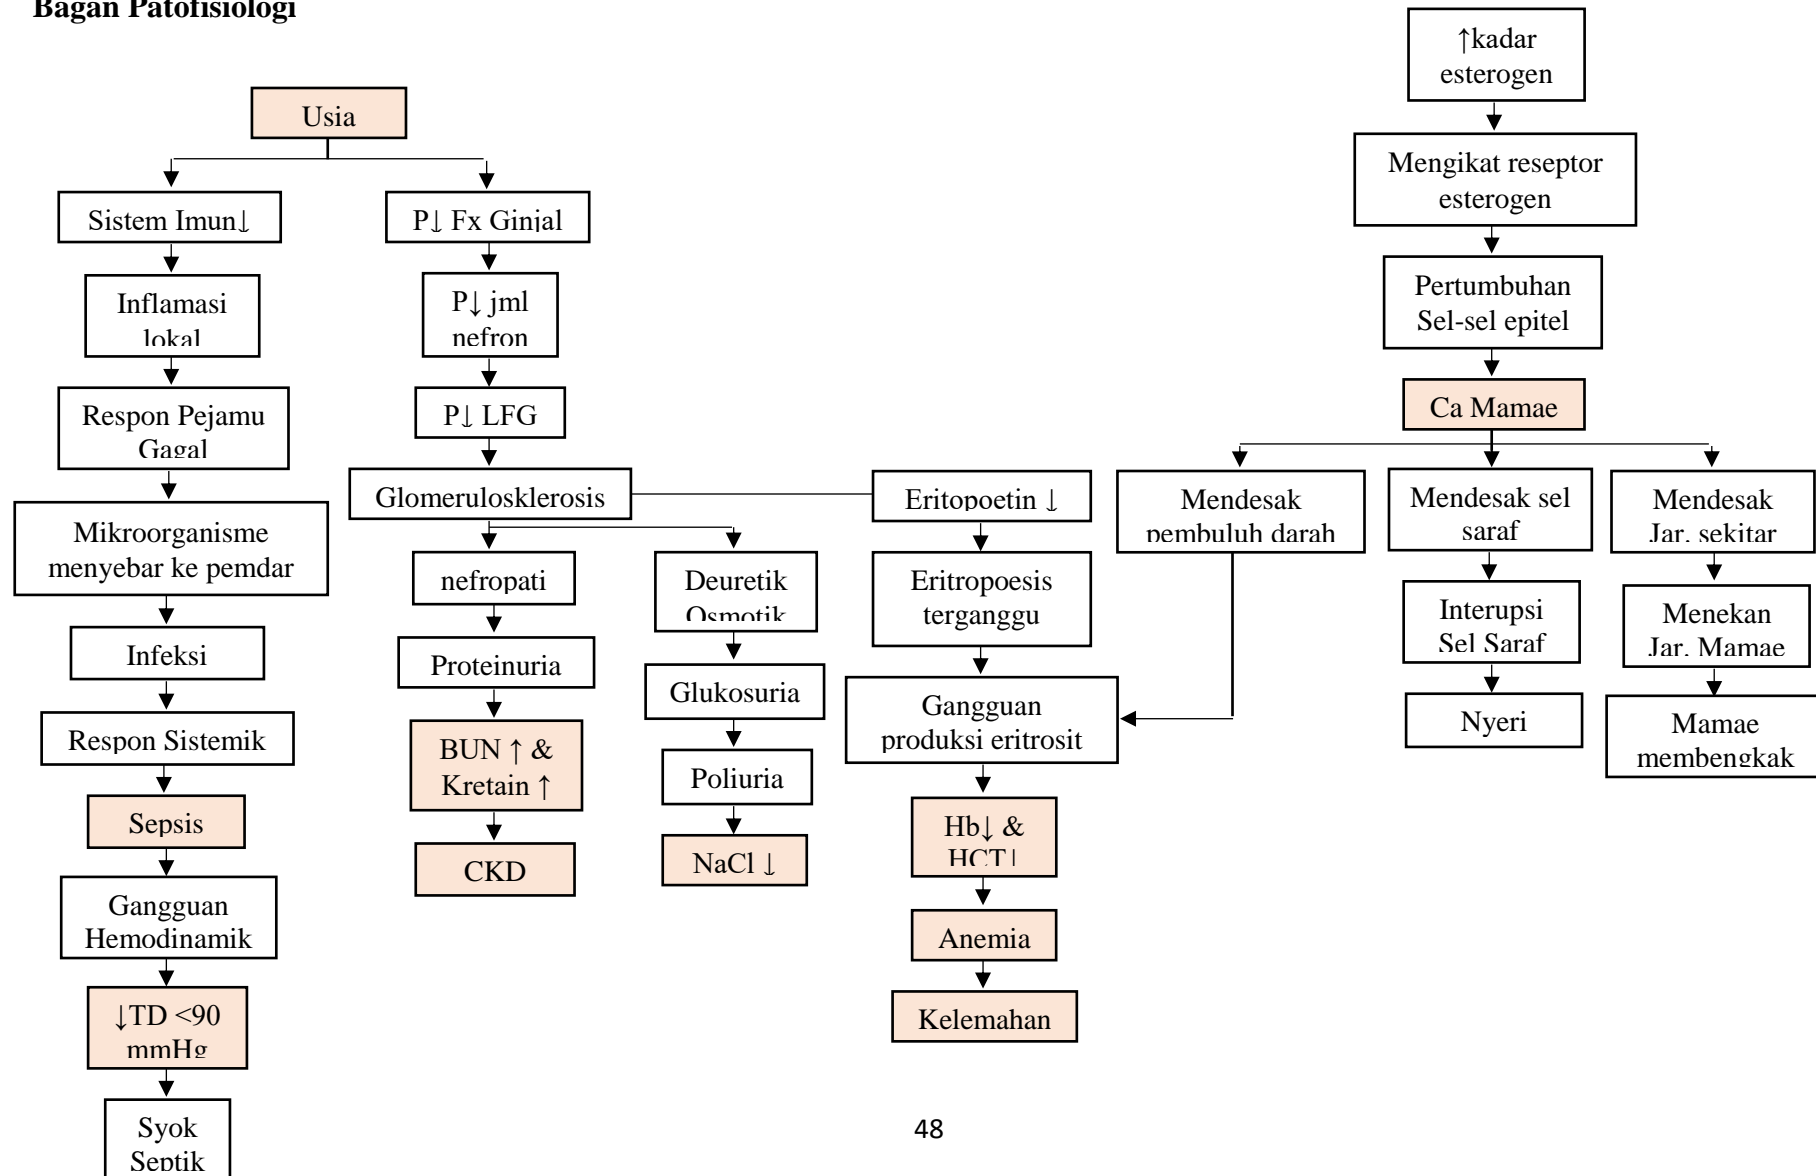 Bagan Patofisiologi
↑kadar
esterogen
Usia
Mengikat reseptor
esterogen
Sistem Imun↓
P↓ Fx Ginjal
Inflamasi
lokal
P↓ jml
nefron
Pertumbuhan
Sel-sel epitel
Respon Pejamu
Gagal
P↓ LFG
Ca Mamae
Glomerulosklerosis
Eritopoetin ↓
Mendesak
pembuluh darah
Mendesak sel
saraf
Mendesak
Jar. sekitar
Mikroorganisme
menyebar ke pemdar
nefropati
Deuretik
Osmotik
Eritropoesis
terganggu
Interupsi
Sel Saraf
Menekan
Jar. Mamae
Infeksi
Proteinuria
Glukosuria
Gangguan
produksi eritrosit
Nyeri
Mamae
membengkak
Respon Sistemik
BUN ↑ &
Kretain ↑
Poliuria
Sepsis
Hb↓ &
HCT↓
CKD
NaCl ↓
Gangguan
Hemodinamik
Anemia
↓TD <90
mmHg
Kelemahan
Syok
Septik
48